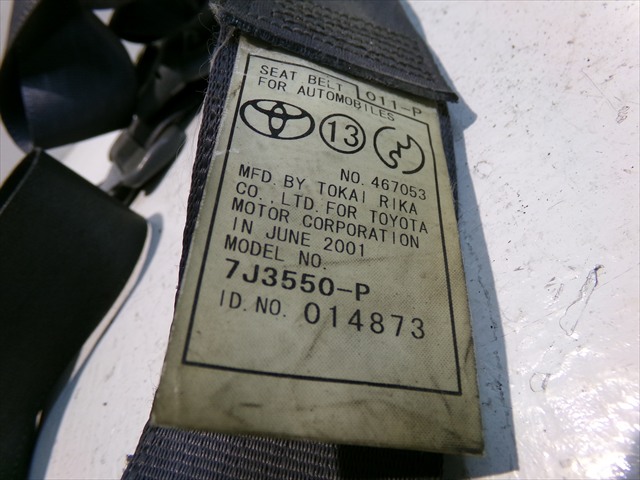 SEAT BELT 011-P
FOR AUTOMOBILES
13
NO. 467053
MFD. BY TOKAI RIKA
CO., LTD. FOR TOYOTA
MOTOR CORPORATION
IN JUNE 2001
MODEL NO.
7J3550-P
ID. NO. 014873